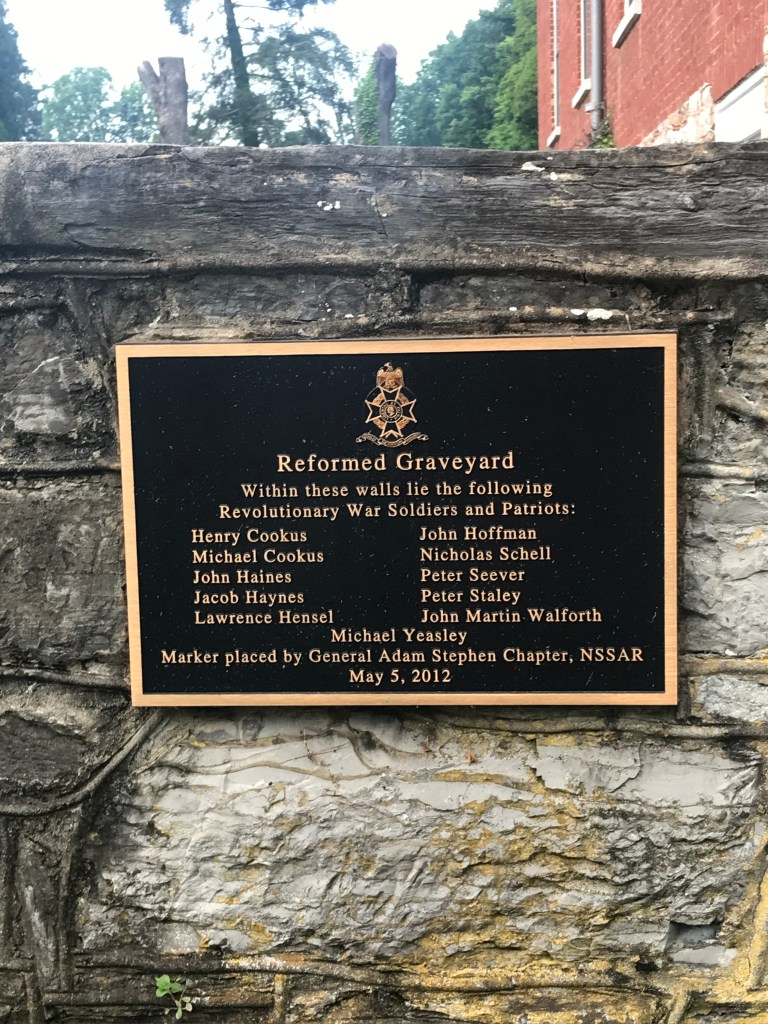 Reformed Graveyard
Within these walls lie the following
Revolutionary War Soldiers and Patriots:
Henry Cookus John Hoffman
Michael Cookus Nicholas Schell
John Haines Peter Seever
Jacob Haynes Peter Staley
Lawrence Hensel John Martin Walforth
Michael Yeasley
Marker placed by General Adam Stephen Chapter, NSSAR
May 5, 2012